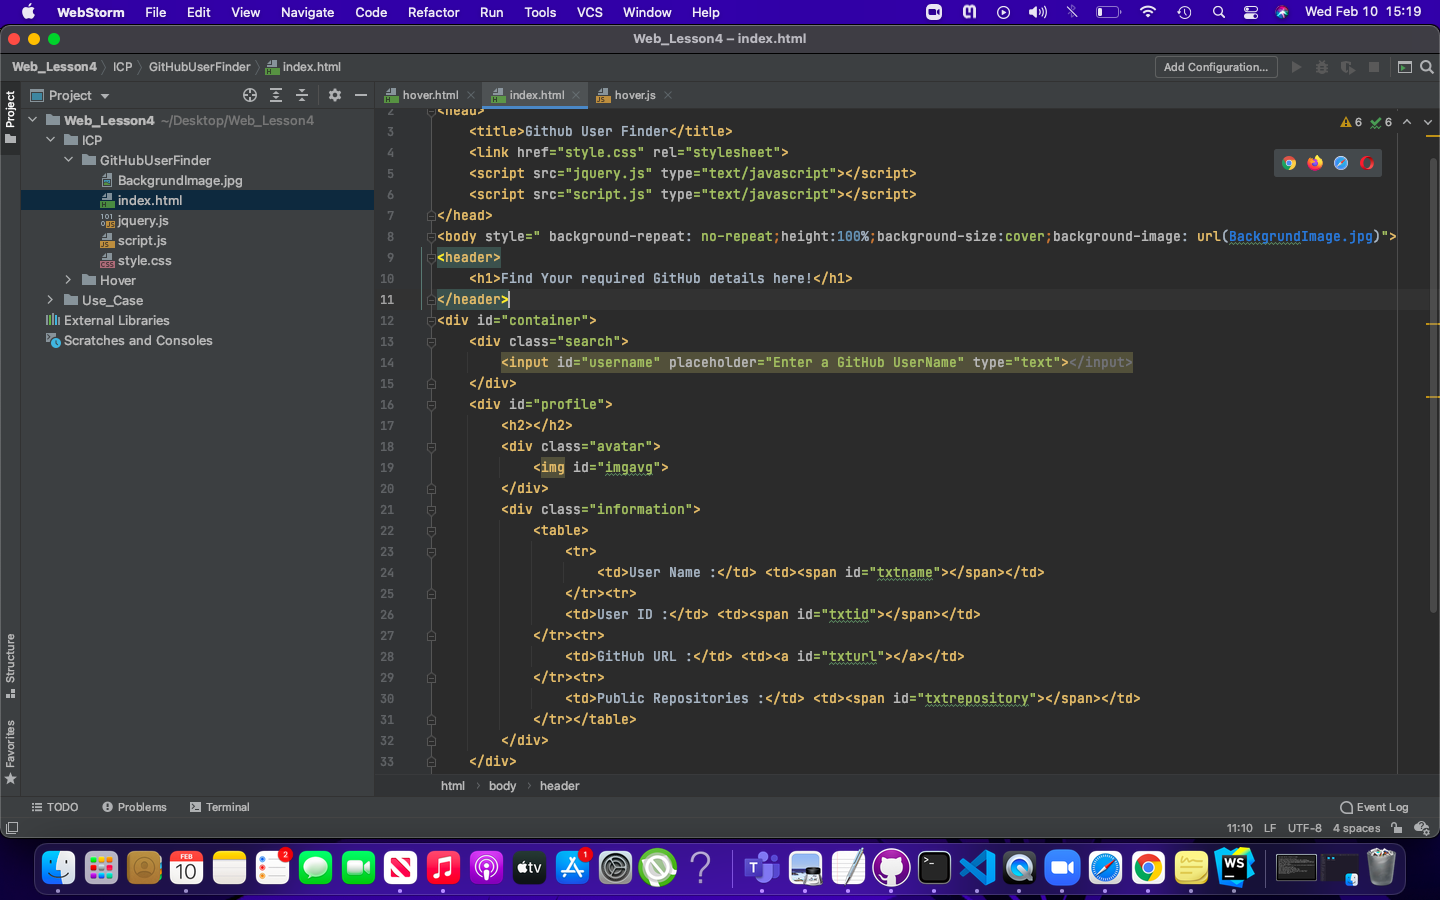 WebStorm File Edit View Navigate Code Refactor Run Tools VCS Window Help Wed Feb 10 15:19
Web_Lesson4 – index.html
Web_Lesson4 ICP GitHubUserFinder index.html Add Configuration...
Project Project hover.html index.html hover.js
Web_Lesson4 ~/Desktop/Web_Lesson4
ICP
GitHubUserFinder
BackgrundImage.jpg
index.html
jquery.js
script.js
style.css
Hover
Use_Case
External Libraries
Scratches and Consoles
6 6
2 <head>
3 <title>Github User Finder</title>
4 <link href="style.css" rel="stylesheet">
5 <script src="jquery.js" type="text/javascript"></script>
6 <script src="script.js" type="text/javascript"></script>
7 </head>
8 <body style=" background-repeat: no-repeat;height:100%;background-size:cover;background-image: url(BackgrundImage.jpg)">
9 <header>
10 <h1>Find Your required GitHub details here!</h1>
11 </header>
12 <div id="container">
13 <div class="search">
14 <input id="username" placeholder="Enter a GitHub UserName" type="text"></input>
15 </div>
16 <div id="profile">
17 <h2></h2>
18 <div class="avatar">
19 <img id="imgavg">
20 </div>
21 <div class="information">
22 <table>
23 <tr>
24 <td>User Name :</td> <td><span id="txtname"></span></td>
25 </tr><tr>
26 <td>User ID :</td> <td><span id="txtid"></span></td>
27 </tr><tr>
28 <td>GitHub URL :</td> <td><a id="txturl"></a></td>
29 </tr><tr>
30 <td>Public Repositories :</td> <td><span id="txtrepository"></span></td>
31 </tr></table>
32 </div>
33 </div>
Structure
Favorites
html body header
TODO Problems Terminal Event Log
11:10 LF UTF-8 4 spaces
FEB
10
2
tv
1
WS